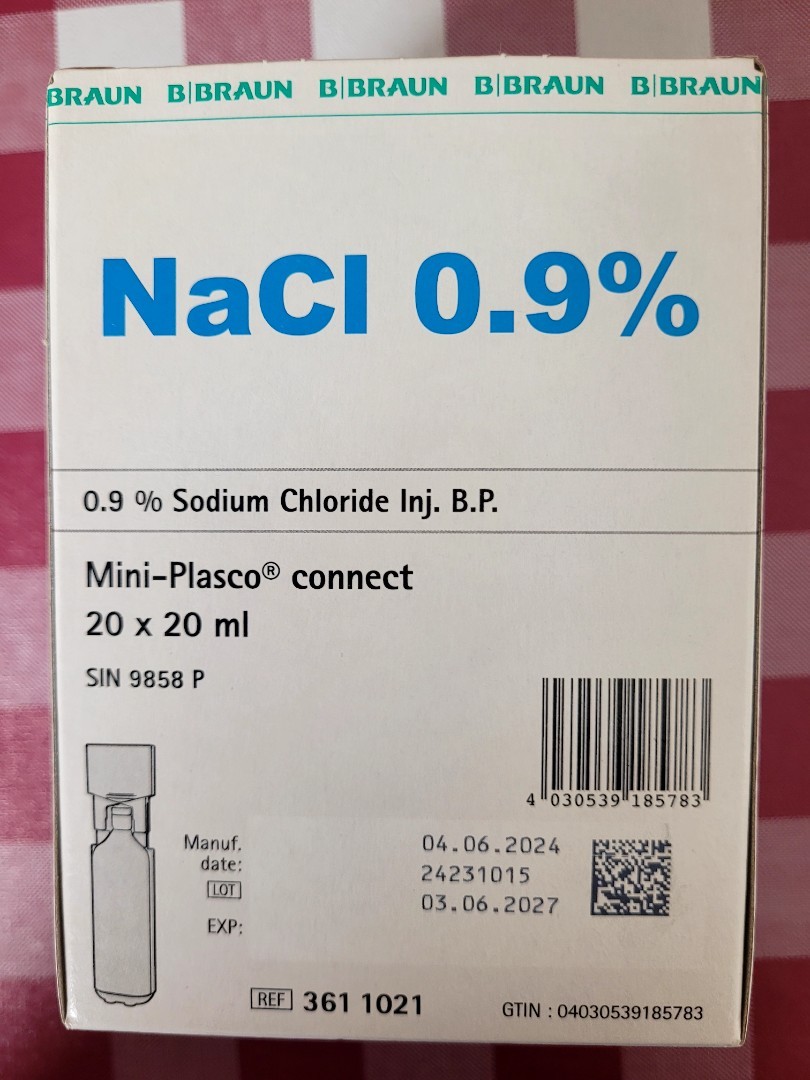 BRAUN B|BRAUN B|BRAUN B|BRAUN B|BRAUN
NaCl 0.9%
0.9 % Sodium Chloride Inj. B.P.
Mini-Plasco® connect
20 x 20 ml
SIN 9858 P
4 030539 185783
Manuf. date: 04.06.2024
LOT 24231015
EXP: 03.06.2027
REF 361 1021
GTIN : 04030539185783